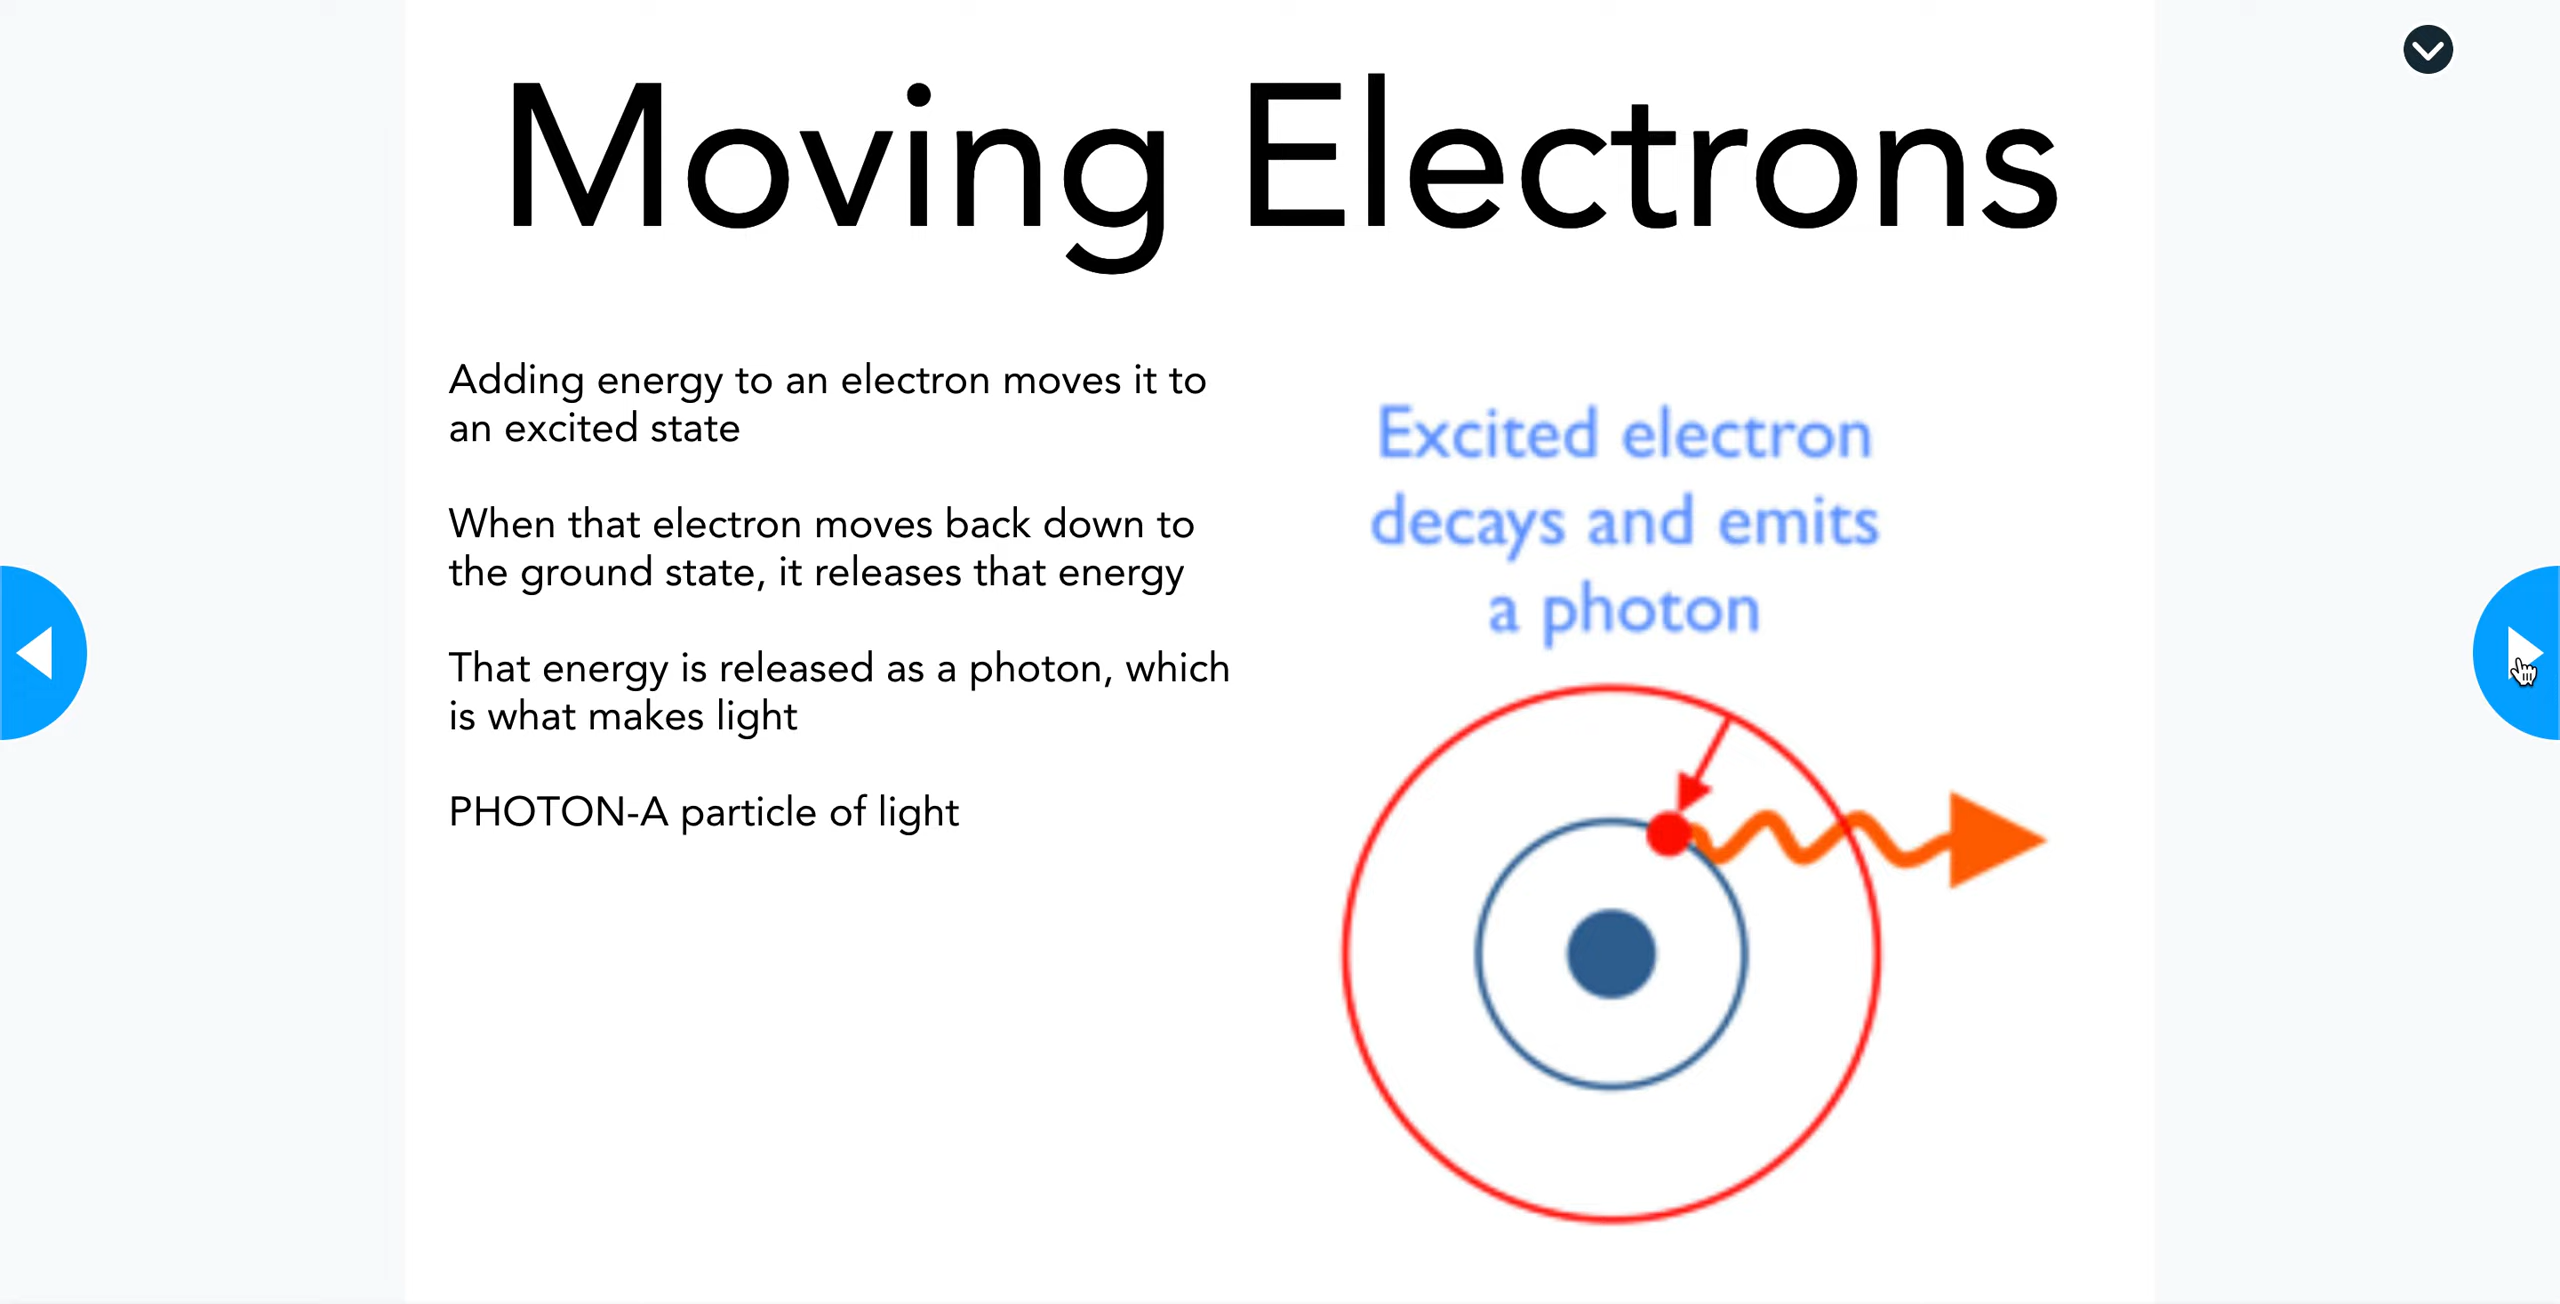 Moving Electrons
Adding energy to an electron moves it to
an excited state
When that electron moves back down to
the ground state, it releases that energy
That energy is released as a photon, which
is what makes light
PHOTON-A particle of light
Excited electron
decays and emits
a photon